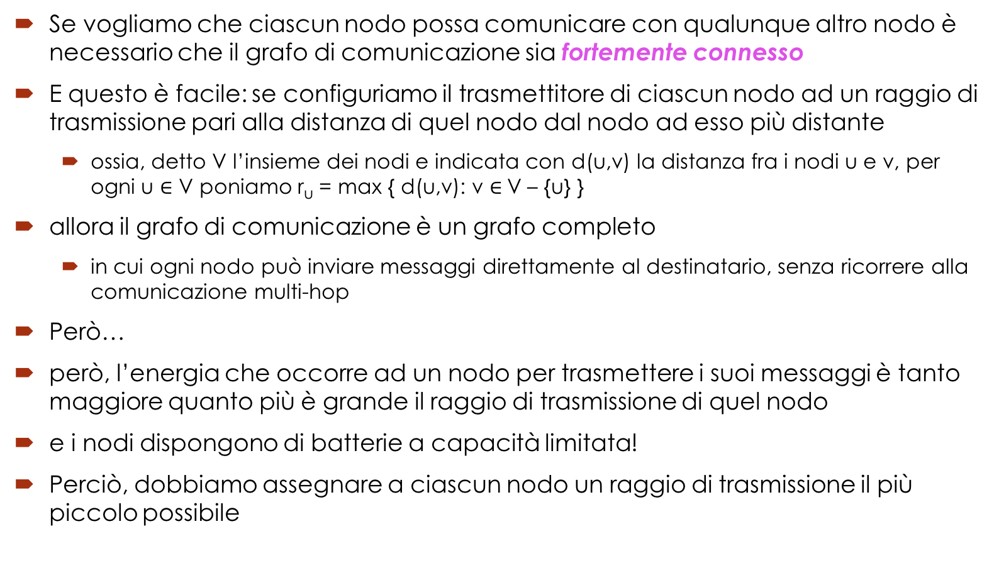 Se vogliamo che ciascun nodo possa comunicare con qualunque altro nodo è
necessario che il grafo di comunicazione sia fortemente connesso
E questo è facile: se configuriamo il trasmettitore di ciascun nodo ad un raggio di
trasmissione pari alla distanza di quel nodo dal nodo ad esso più distante
ossia, detto V l’insieme dei nodi e indicata con d(u,v) la distanza fra i nodi u e v, per
ogni u ∈ V poniamo rᵤ = max { d(u,v): v ∈ V – {u} }
allora il grafo di comunicazione è un grafo completo
in cui ogni nodo può inviare messaggi direttamente al destinatario, senza ricorrere alla
comunicazione multi-hop
Però…
però, l’energia che occorre ad un nodo per trasmettere i suoi messaggi è tanto
maggiore quanto più è grande il raggio di trasmissione di quel nodo
e i nodi dispongono di batterie a capacità limitata!
Perciò, dobbiamo assegnare a ciascun nodo un raggio di trasmissione il più
piccolo possibile